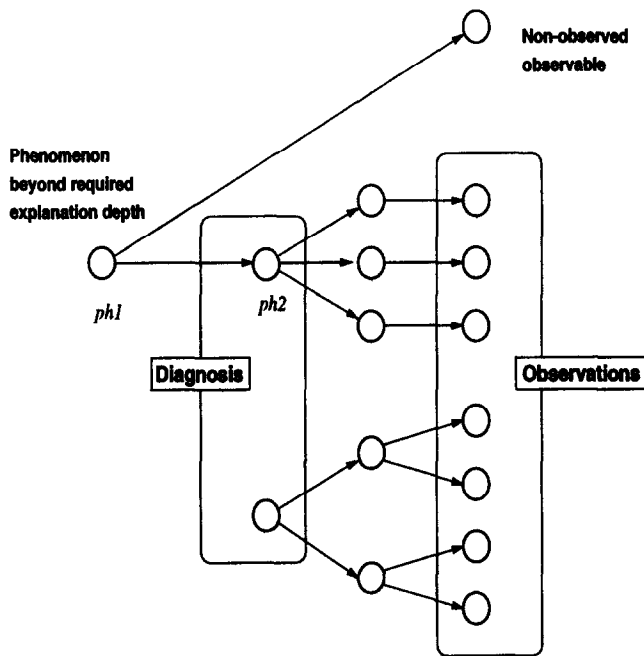 Non-observed
observable
Phenomenon
beyond required
explanation depth
ph1
ph2
Diagnosis
Observations